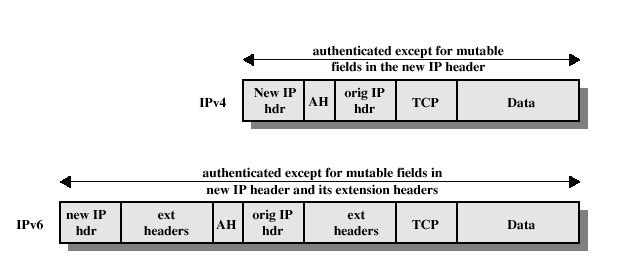 authenticated except for mutable
fields in the new IP header
IPv4
New IP hdr
AH
orig IP hdr
TCP
Data
authenticated except for mutable fields in
new IP header and its extension headers
IPv6
new IP hdr
ext headers
AH
orig IP hdr
ext headers
TCP
Data